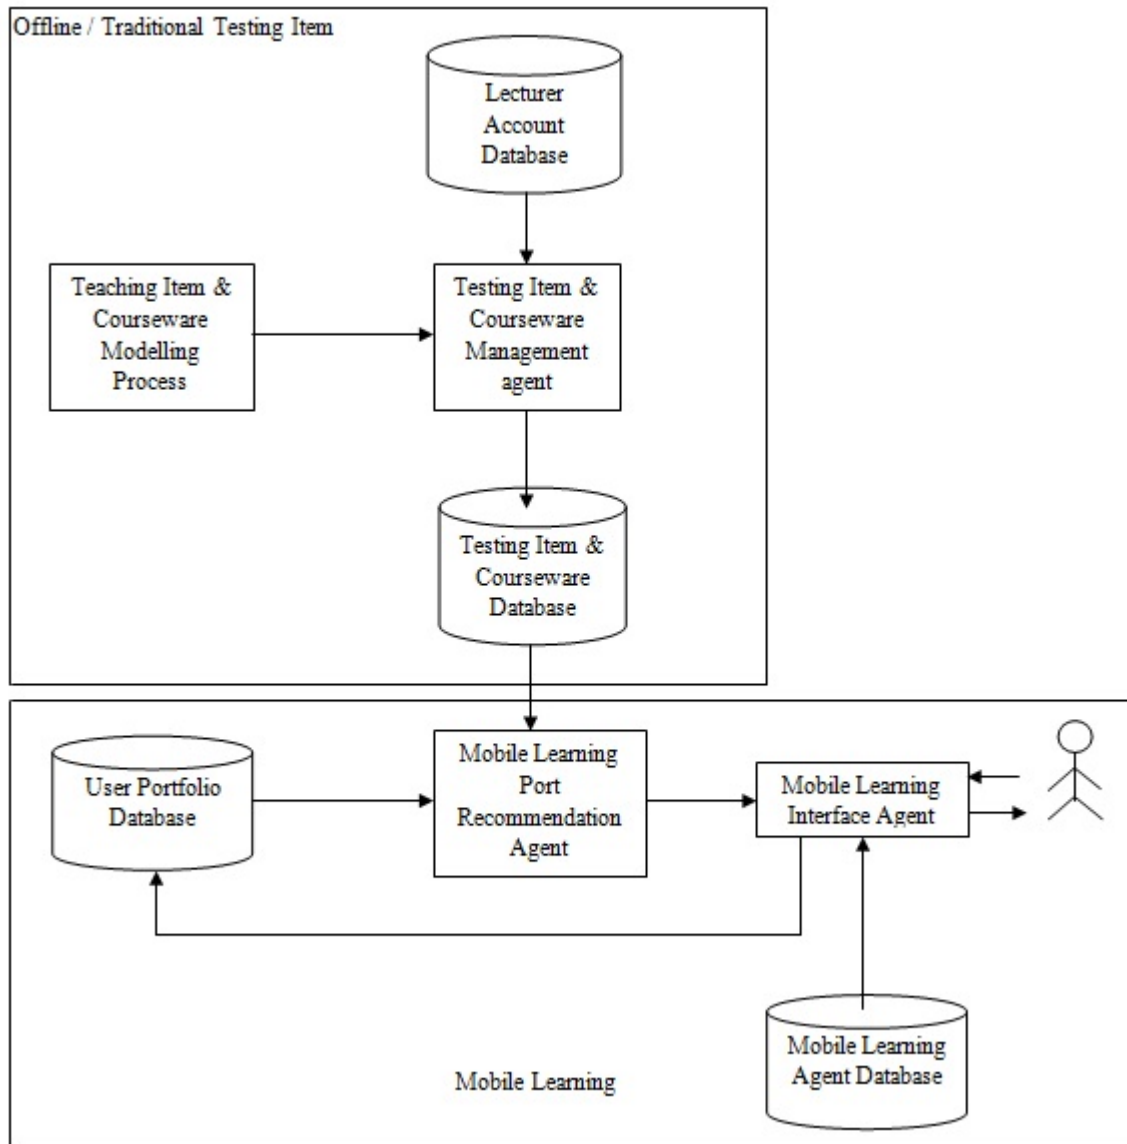 Offline / Traditional Testing Item
Lecturer
Account
Database
Teaching Item &
Courseware
Modelling
Process
Testing Item &
Courseware
Management
agent
Testing Item &
Courseware
Database
User Portfolio
Database
Mobile Learning
Port
Recommendation
Agent
Mobile Learning
Interface Agent
Mobile Learning
Agent Database
Mobile Learning